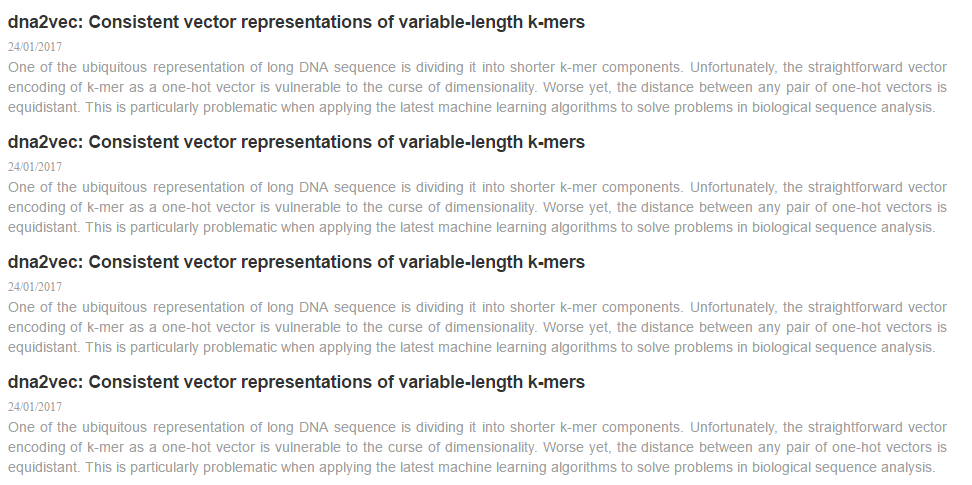 dna2vec: Consistent vector representations of variable-length k-mers
24/01/2017
One of the ubiquitous representation of long DNA sequence is dividing it into shorter k-mer components. Unfortunately, the straightforward vector
encoding of k-mer as a one-hot vector is vulnerable to the curse of dimensionality. Worse yet, the distance between any pair of one-hot vectors is
equidistant. This is particularly problematic when applying the latest machine learning algorithms to solve problems in biological sequence analysis.
dna2vec: Consistent vector representations of variable-length k-mers
24/01/2017
One of the ubiquitous representation of long DNA sequence is dividing it into shorter k-mer components. Unfortunately, the straightforward vector
encoding of k-mer as a one-hot vector is vulnerable to the curse of dimensionality. Worse yet, the distance between any pair of one-hot vectors is
equidistant. This is particularly problematic when applying the latest machine learning algorithms to solve problems in biological sequence analysis.
dna2vec: Consistent vector representations of variable-length k-mers
24/01/2017
One of the ubiquitous representation of long DNA sequence is dividing it into shorter k-mer components. Unfortunately, the straightforward vector
encoding of k-mer as a one-hot vector is vulnerable to the curse of dimensionality. Worse yet, the distance between any pair of one-hot vectors is
equidistant. This is particularly problematic when applying the latest machine learning algorithms to solve problems in biological sequence analysis.
dna2vec: Consistent vector representations of variable-length k-mers
24/01/2017
One of the ubiquitous representation of long DNA sequence is dividing it into shorter k-mer components. Unfortunately, the straightforward vector
encoding of k-mer as a one-hot vector is vulnerable to the curse of dimensionality. Worse yet, the distance between any pair of one-hot vectors is
equidistant. This is particularly problematic when applying the latest machine learning algorithms to solve problems in biological sequence analysis.